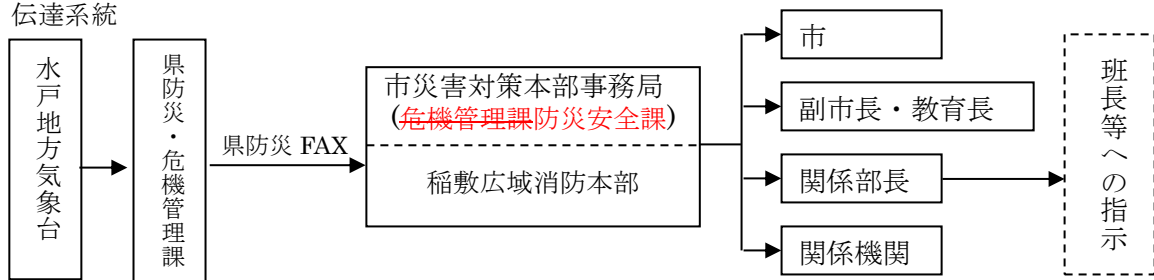 伝達系統
水戸地方気象台
県防災・危機管理課
県防災 FAX
市災害対策本部事務局
(危機管理課防災安全課)
稲敷広域消防本部
市
副市長・教育長
関係部長
関係機関
班長等への指示